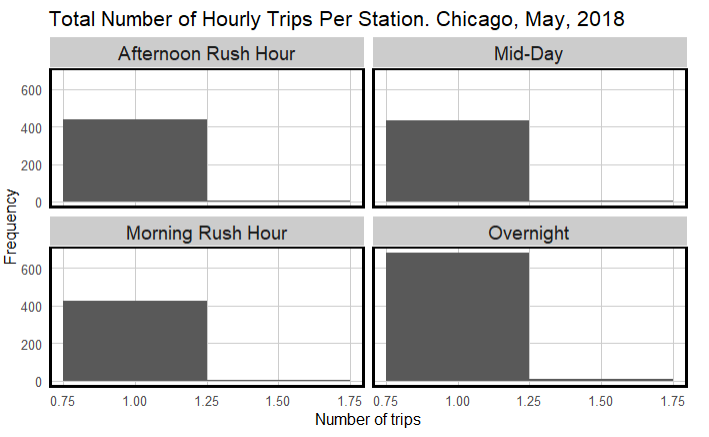 Total Number of Hourly Trips Per Station. Chicago, May, 2018
Afternoon Rush Hour
Mid-Day
600
400
200
0
Frequency
Morning Rush Hour
Overnight
600
400
200
0
0.75 1.00 1.25 1.50 1.75 0.75 1.00 1.25 1.50 1.75
Number of trips